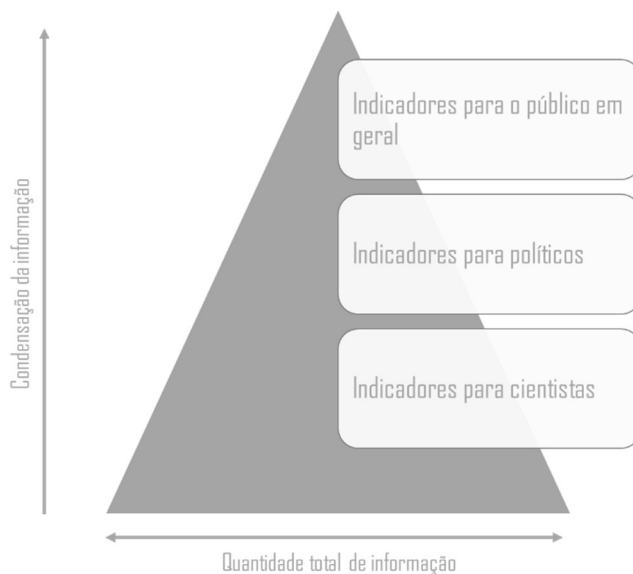 Condensação da informação
Indicadores para o público em
geral
Indicadores para políticos
Indicadores para cientistas
Quantidade total de informação